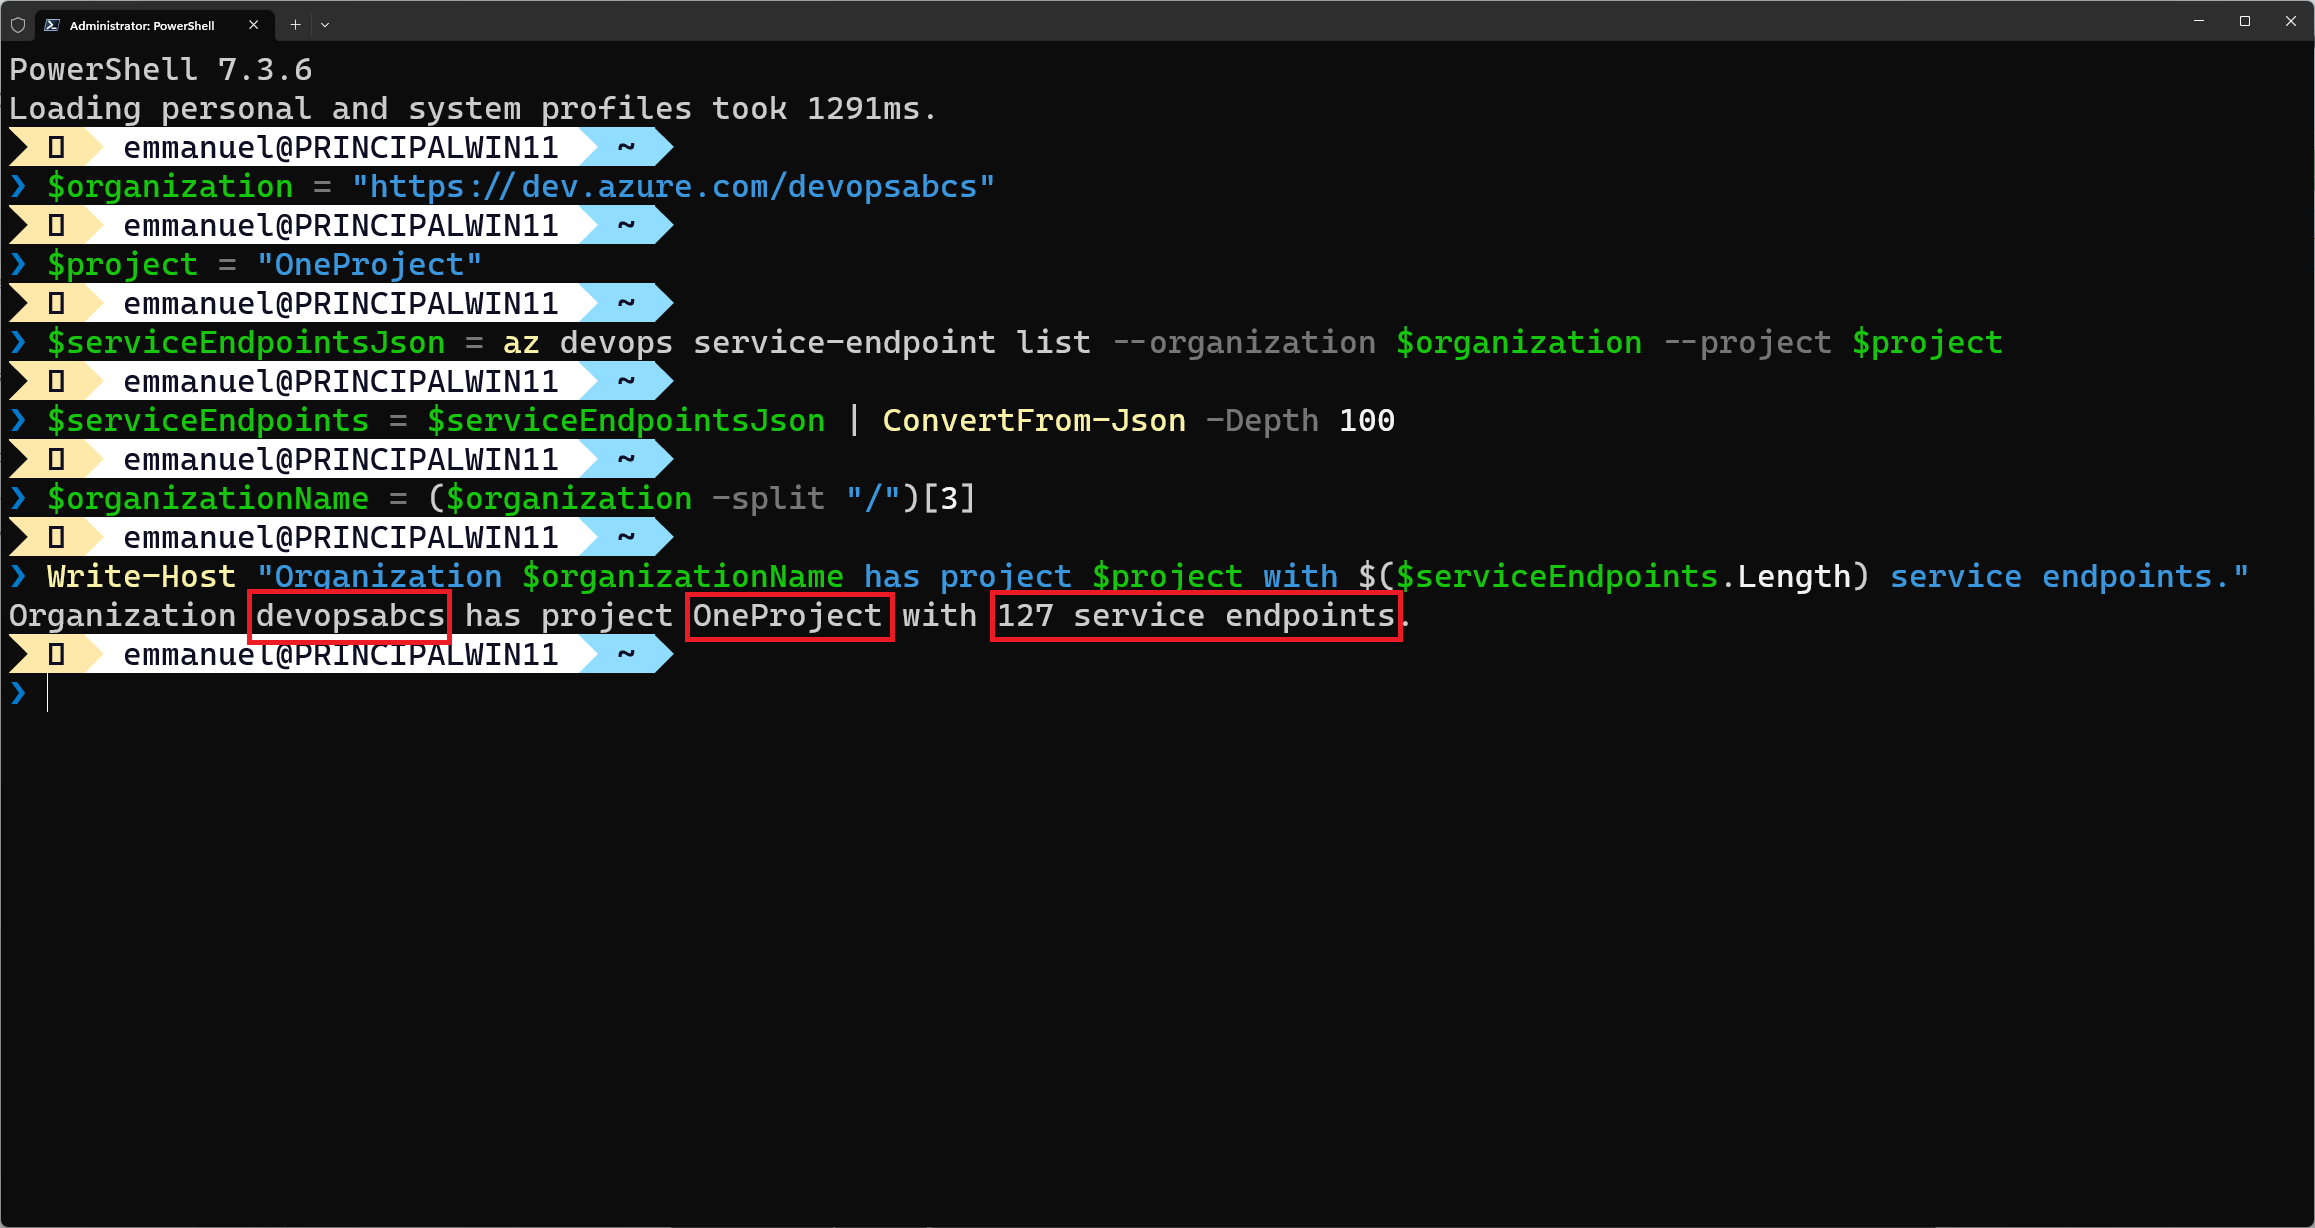 Administrator: PowerShell
PowerShell 7.3.6
Loading personal and system profiles took 1291ms.
emmanuel@PRINCIPALWIN11 ~
❯ $organization = "https://dev.azure.com/devopsabcs"
emmanuel@PRINCIPALWIN11 ~
❯ $project = "OneProject"
emmanuel@PRINCIPALWIN11 ~
❯ $serviceEndpointsJson = az devops service-endpoint list --organization $organization --project $project
emmanuel@PRINCIPALWIN11 ~
❯ $serviceEndpoints = $serviceEndpointsJson | ConvertFrom-Json -Depth 100
emmanuel@PRINCIPALWIN11 ~
❯ $organizationName = ($organization -split "/")[3]
emmanuel@PRINCIPALWIN11 ~
❯ Write-Host "Organization $organizationName has project $project with $($serviceEndpoints.Length) service endpoints."
Organization devopsabcs has project OneProject with 127 service endpoints.
emmanuel@PRINCIPALWIN11 ~
❯